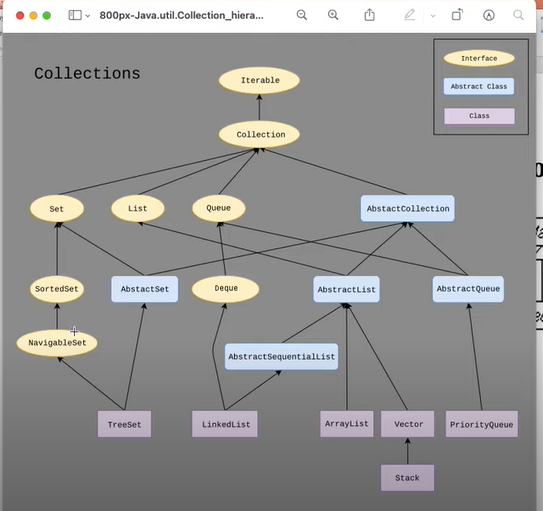 800px-Java.util.Collection_hiera...
Collections
Interface
Abstract Class
Class
Iterable
Collection
Set
List
Queue
AbstactCollection
SortedSet
AbstactSet
Deque
AbstractList
AbstractQueue
NavigableSet
AbstractSequentialList
TreeSet
LinkedList
ArrayList
Vector
PriorityQueue
Stack